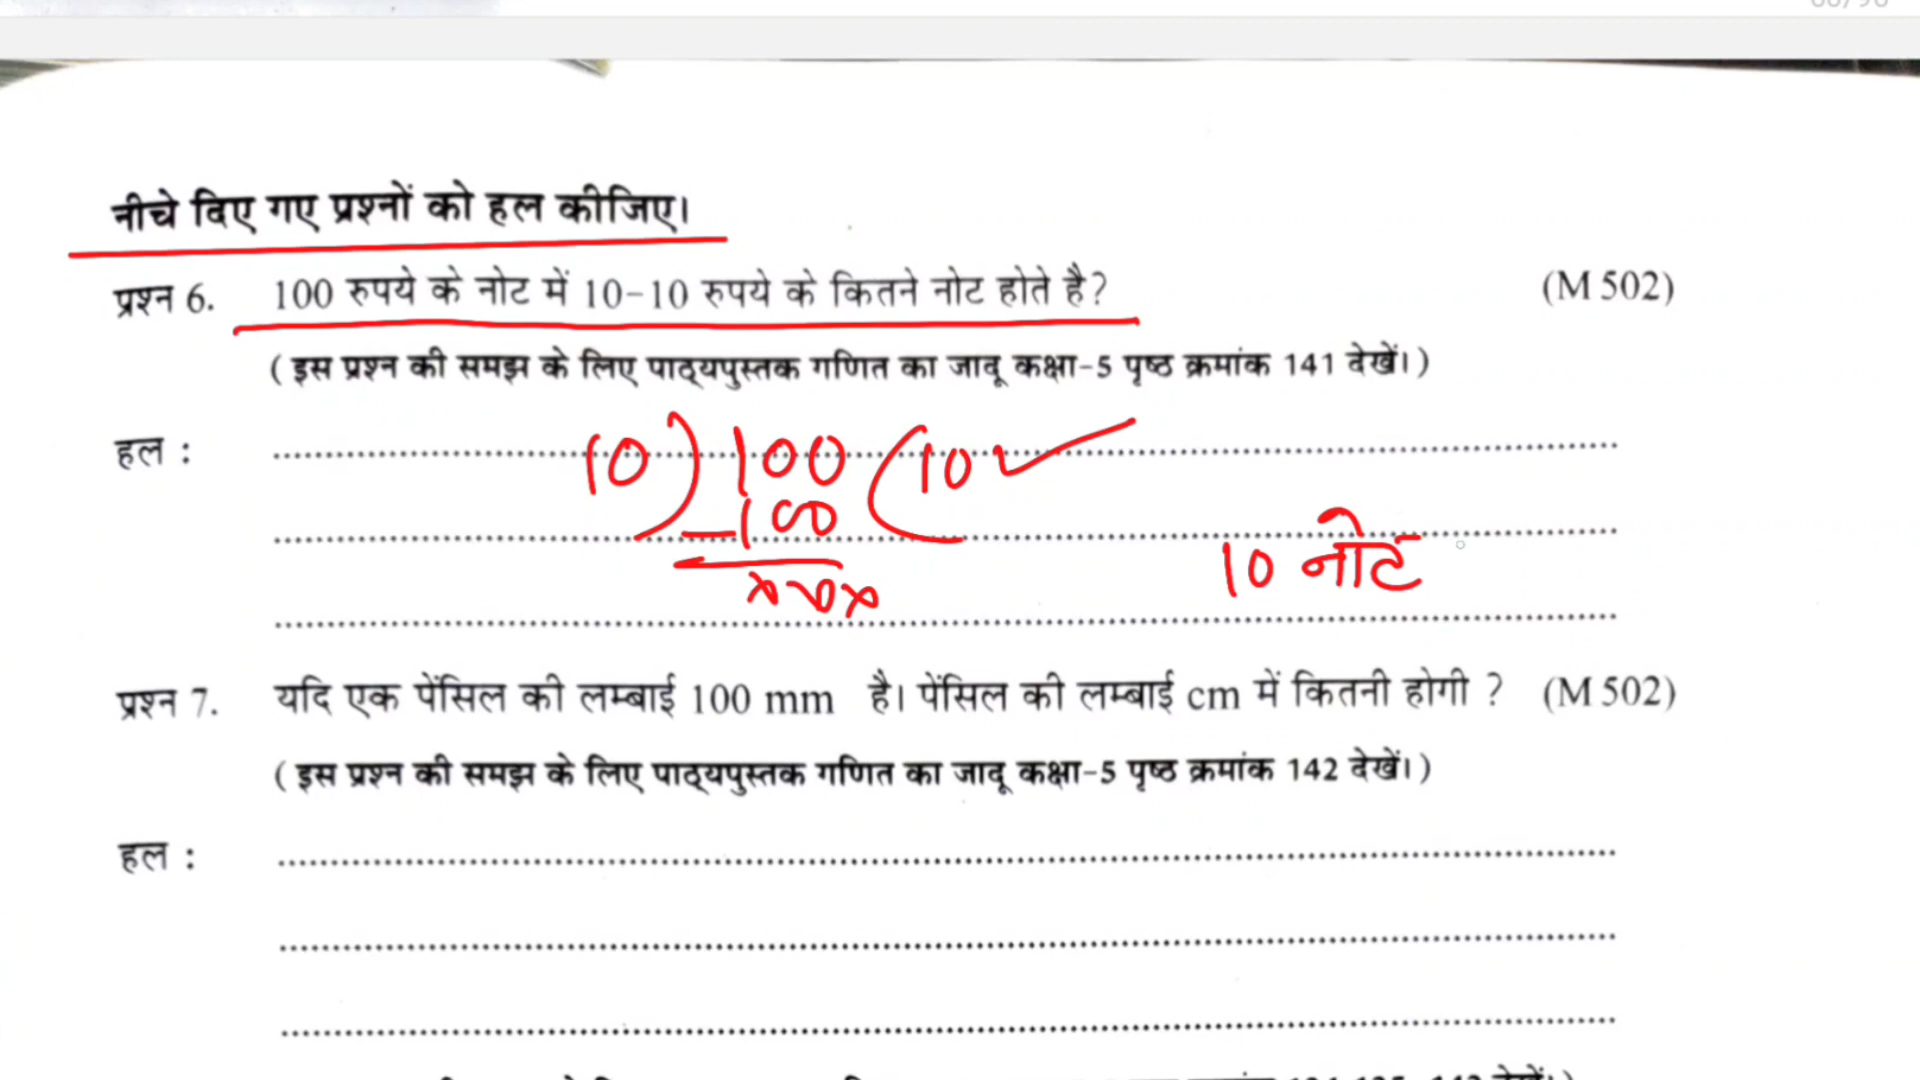 नीचे दिए गए प्रश्नों को हल कीजिए।
प्रश्न 6. 100 रुपये के नोट में 10-10 रुपये के कितने नोट होते है? (M 502)
( इस प्रश्न की समझ के लिए पाठ्यपुस्तक गणित का जादू कक्षा-5 पृष्ठ क्रमांक 141 देखें। )
हल :
10 ) 100 ( 10 ✓
- 100
10 नोट
प्रश्न 7. यदि एक पेंसिल की लम्बाई 100 mm है। पेंसिल की लम्बाई cm में कितनी होगी ? (M 502)
( इस प्रश्न की समझ के लिए पाठ्यपुस्तक गणित का जादू कक्षा-5 पृष्ठ क्रमांक 142 देखें। )
हल :